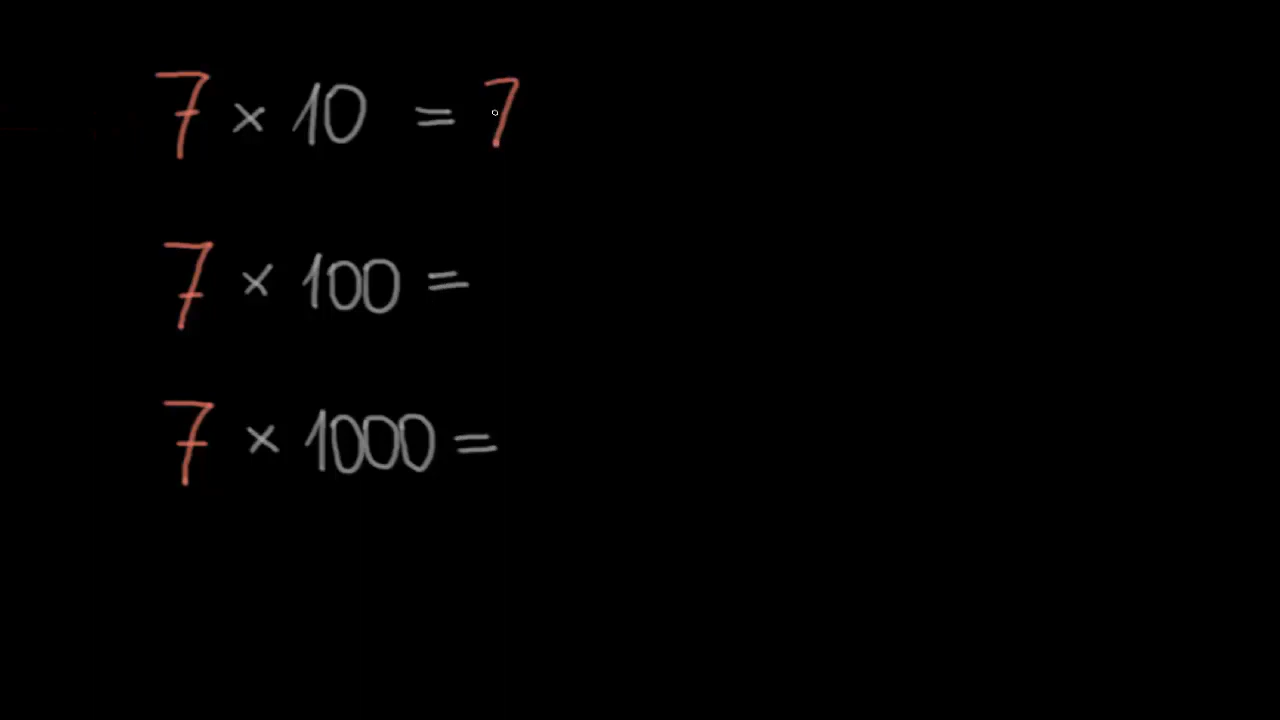 7 × 10 = 7
7 × 100 =
7 × 1000 =